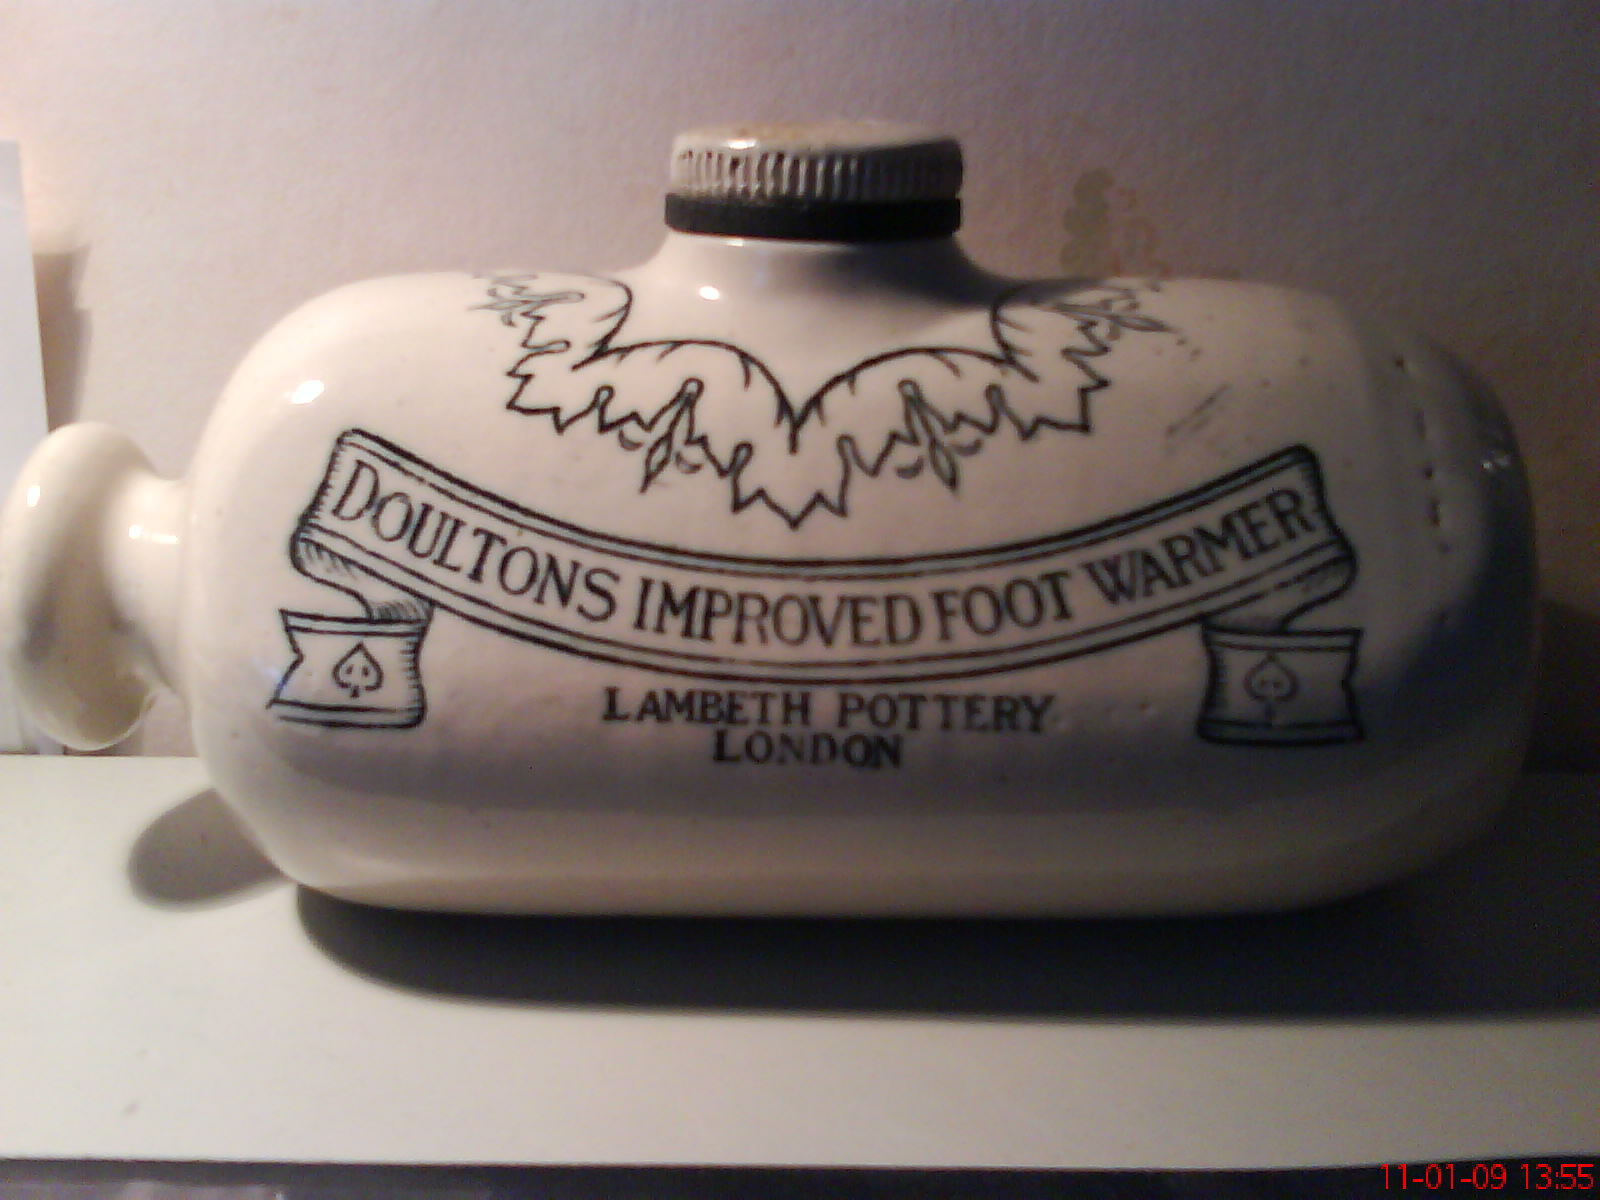 DOULTONS IMPROVED FOOT WARMER
LAMBETH POTTERY
LONDON
11-01-09 13:55